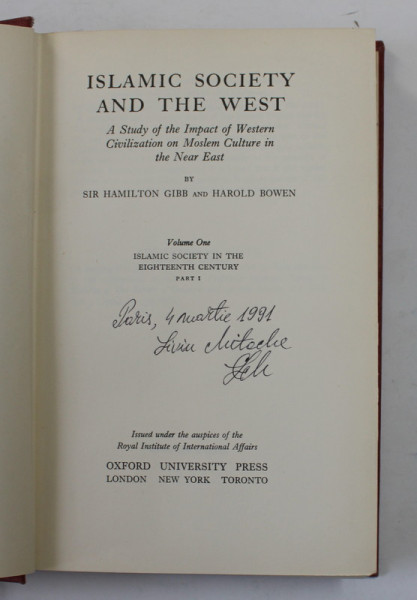 ISLAMIC SOCIETY
AND THE WEST
A Study of the Impact of Western
Civilization on Moslem Culture in
the Near East
BY
SIR HAMILTON GIBB AND HAROLD BOWEN
Volume One
ISLAMIC SOCIETY IN THE
EIGHTEENTH CENTURY
PART I
Paris, 4 martie 1991
Liviu Mitache
Issued under the auspices of the
Royal Institute of International Affairs
OXFORD UNIVERSITY PRESS
LONDON NEW YORK TORONTO